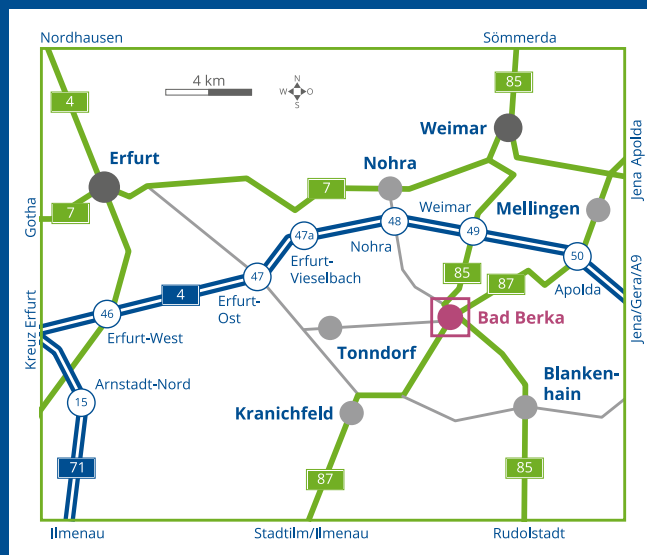 Nordhausen
Sömmerda
4 km
N
W
O
S
4
85
Weimar
Erfurt
Nohra
7
7
Mellingen
Jena Apolda
Gotha
47a
48
Weimar
49
Nohra
Erfurt-
Vieselbach
50
47
4
85
87
Apolda
Erfurt-
Ost
46
Erfurt-West
Bad Berka
Kreuz Erfurt
Jena/Gera/A9
Tonndorf
Arnstadt-Nord
15
Blanken-
hain
Kranichfeld
71
87
85
Ilmenau
Stadtilm/Ilmenau
Rudolstadt